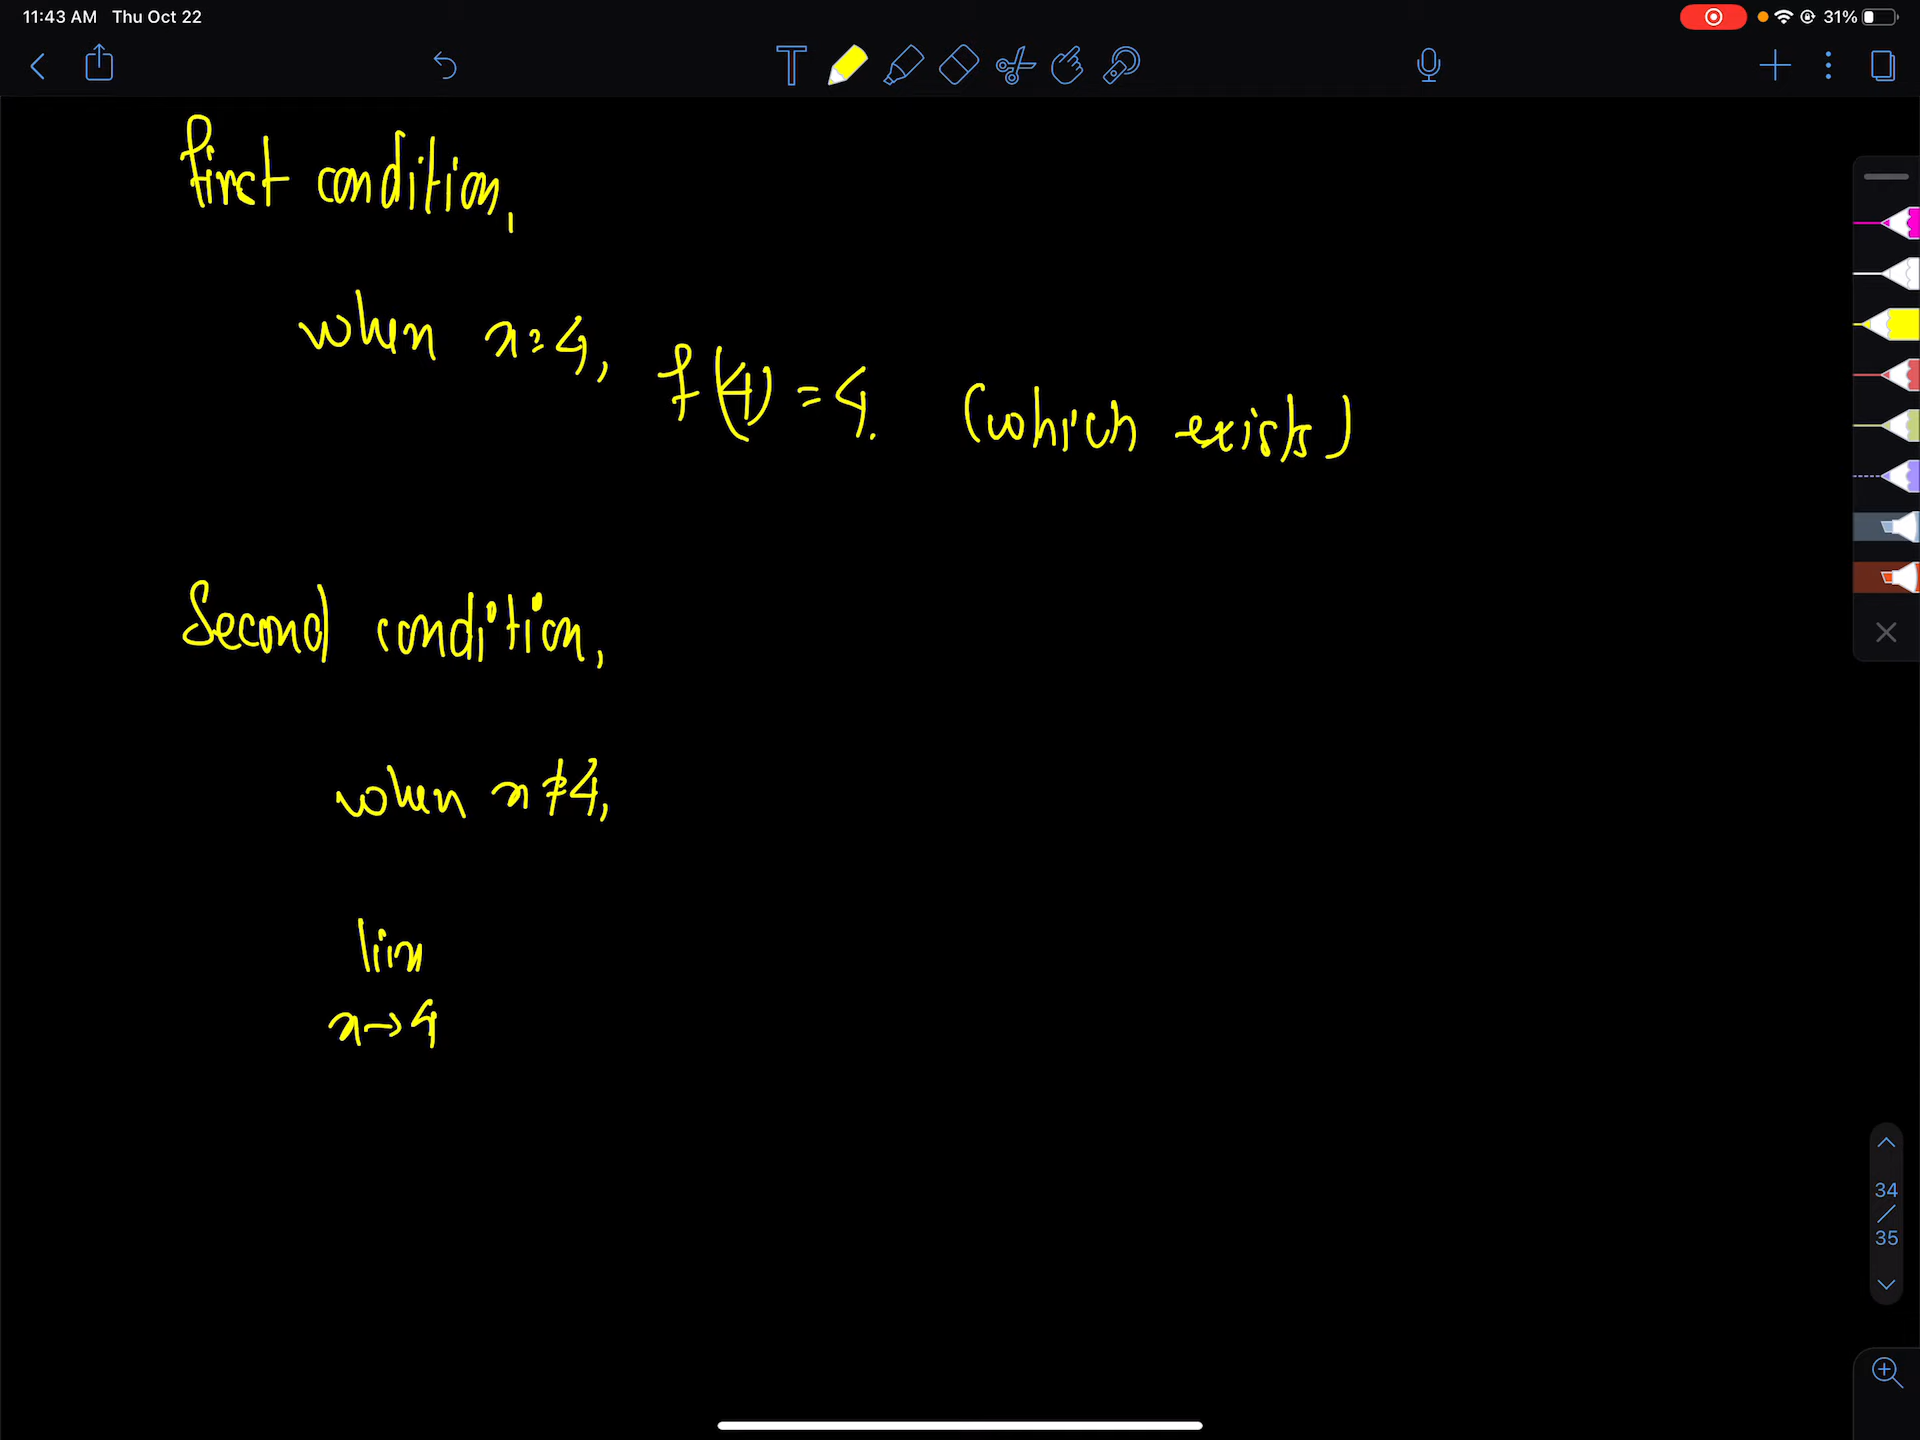 11:43 AM Thu Oct 22
31%
T
First condition,
when x = 4, f(4) = 4. (which exists)
Second condition,
when x ≠ 4,
lim
x→4
34
/
35